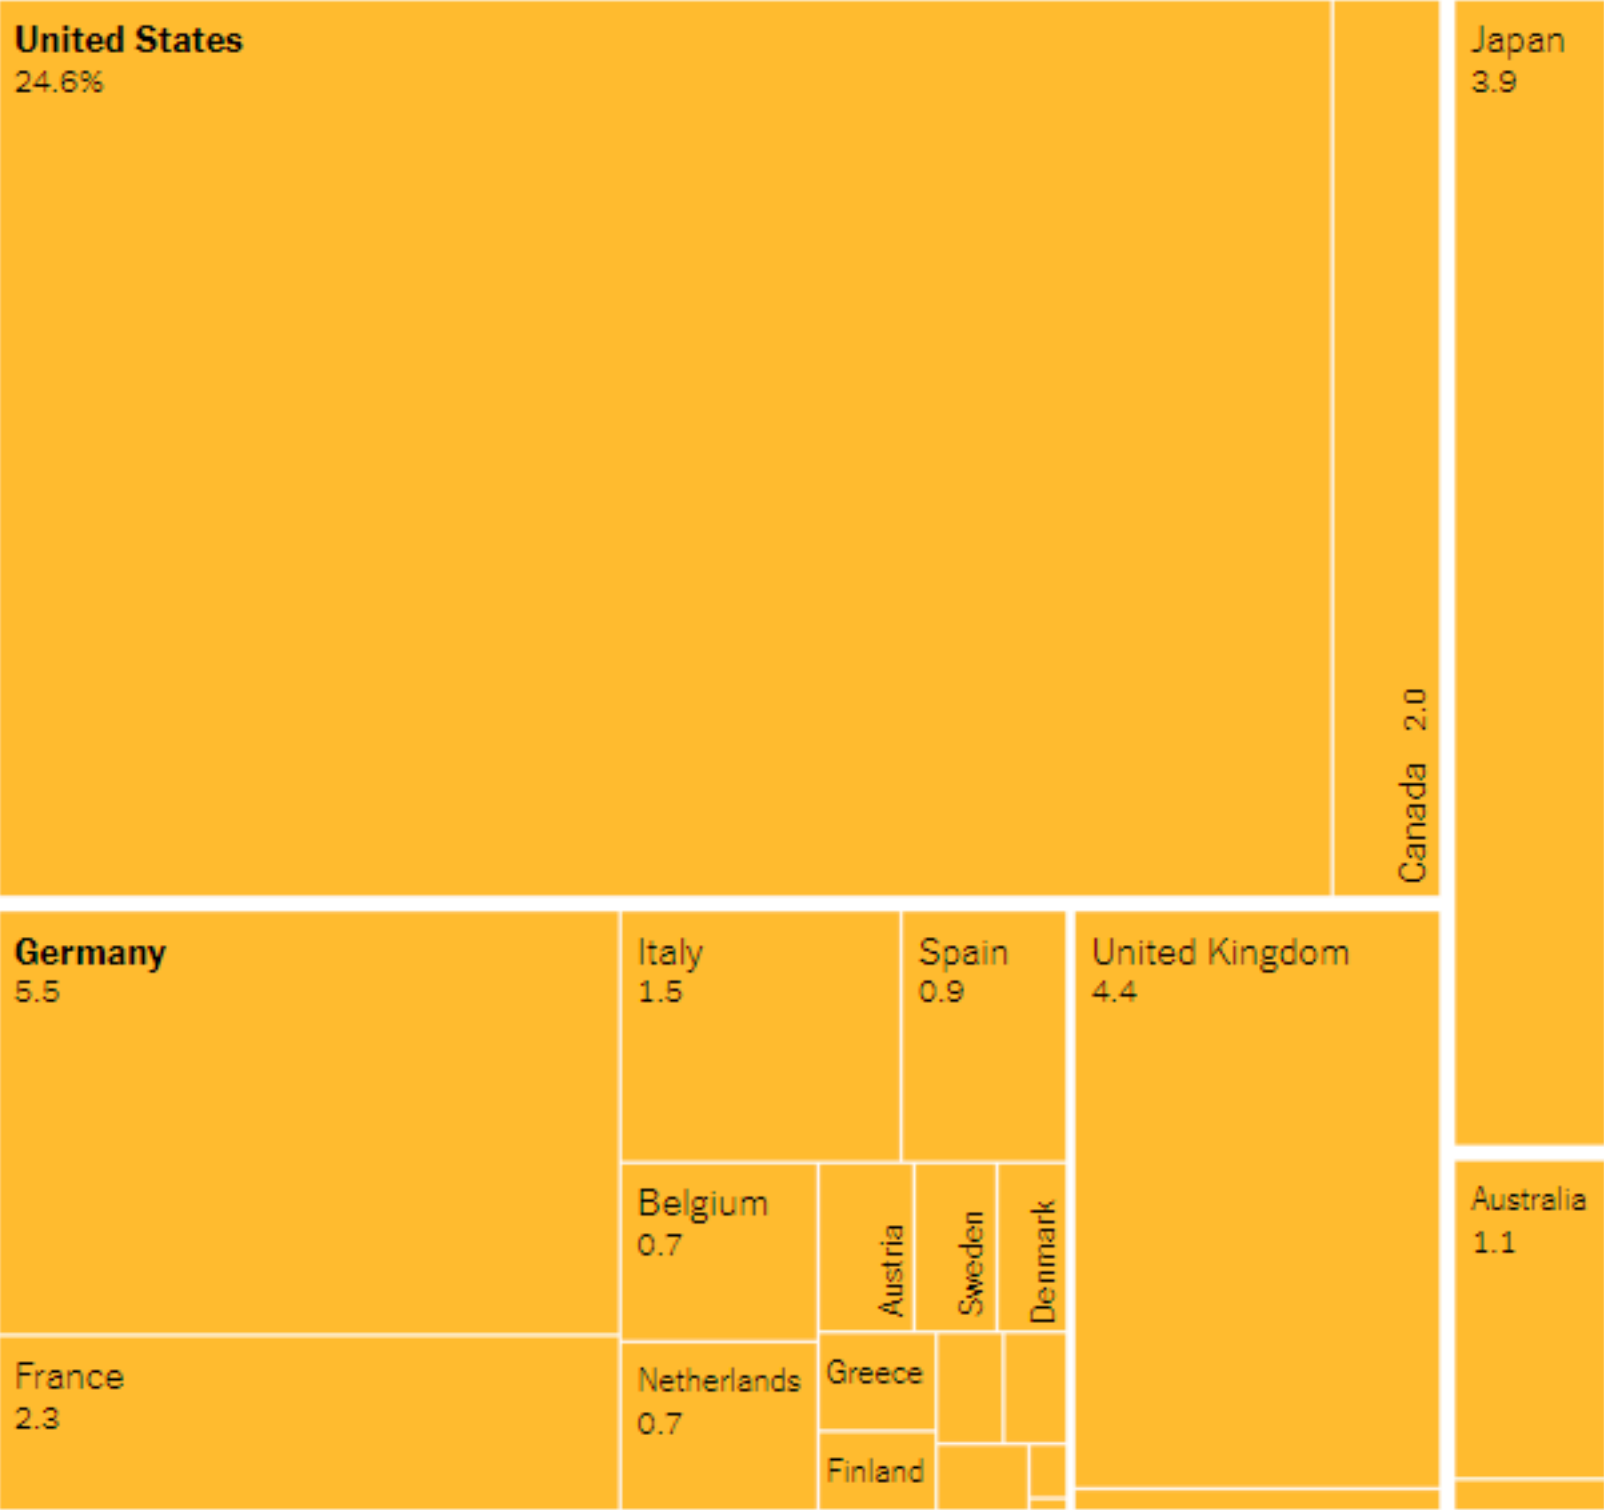 United States
24.6%
Canada 2.0
Japan
3.9
Germany
5.5
Italy
1.5
Spain
0.9
United Kingdom
4.4
Belgium
0.7
Austria
Sweden
Denmark
Australia
1.1
France
2.3
Netherlands
0.7
Greece
Finland